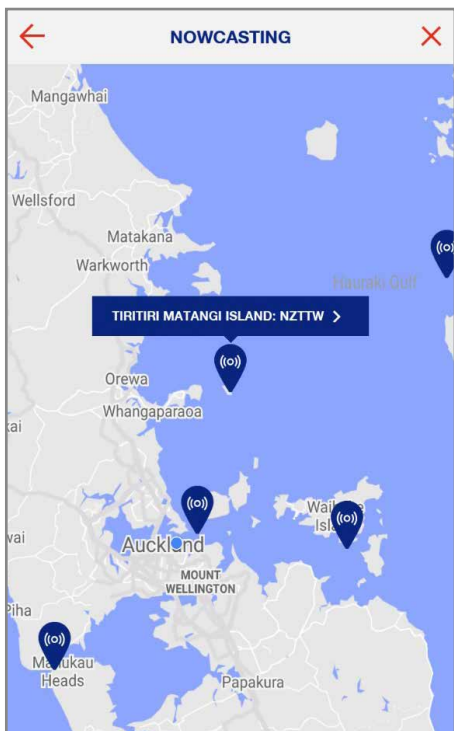 NOWCASTING
Mangawhai
Wellsford
Matakana
Warkworth
Hauraki Gulf
TIRITIRI MATANGI ISLAND: NZTTW
Orewa
Whangaparaoa
Auckland
MOUNT
WELLINGTON
Piha
Manukau
Heads
Papakura